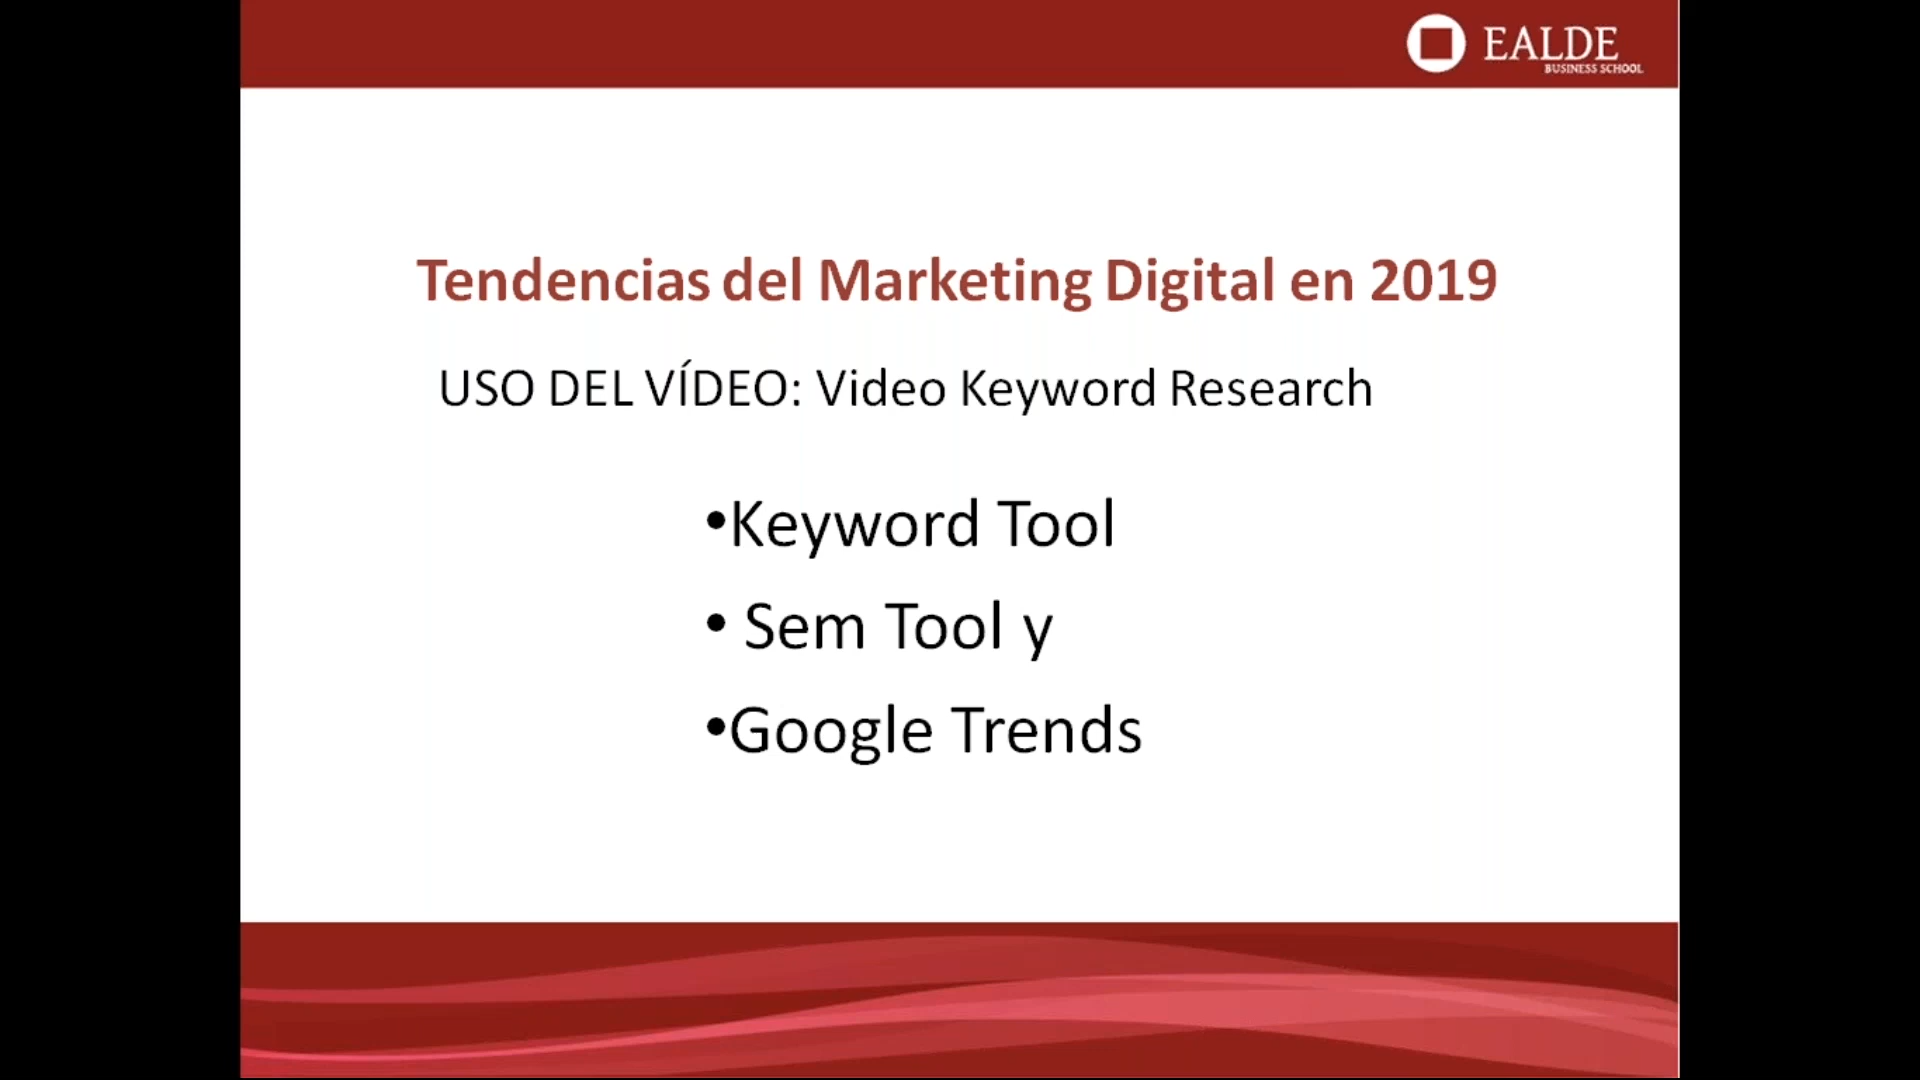 EALDE
BUSINESS SCHOOL
Tendencias del Marketing Digital en 2019
USO DEL VÍDEO: Video Keyword Research
•Keyword Tool
• Sem Tool y
•Google Trends